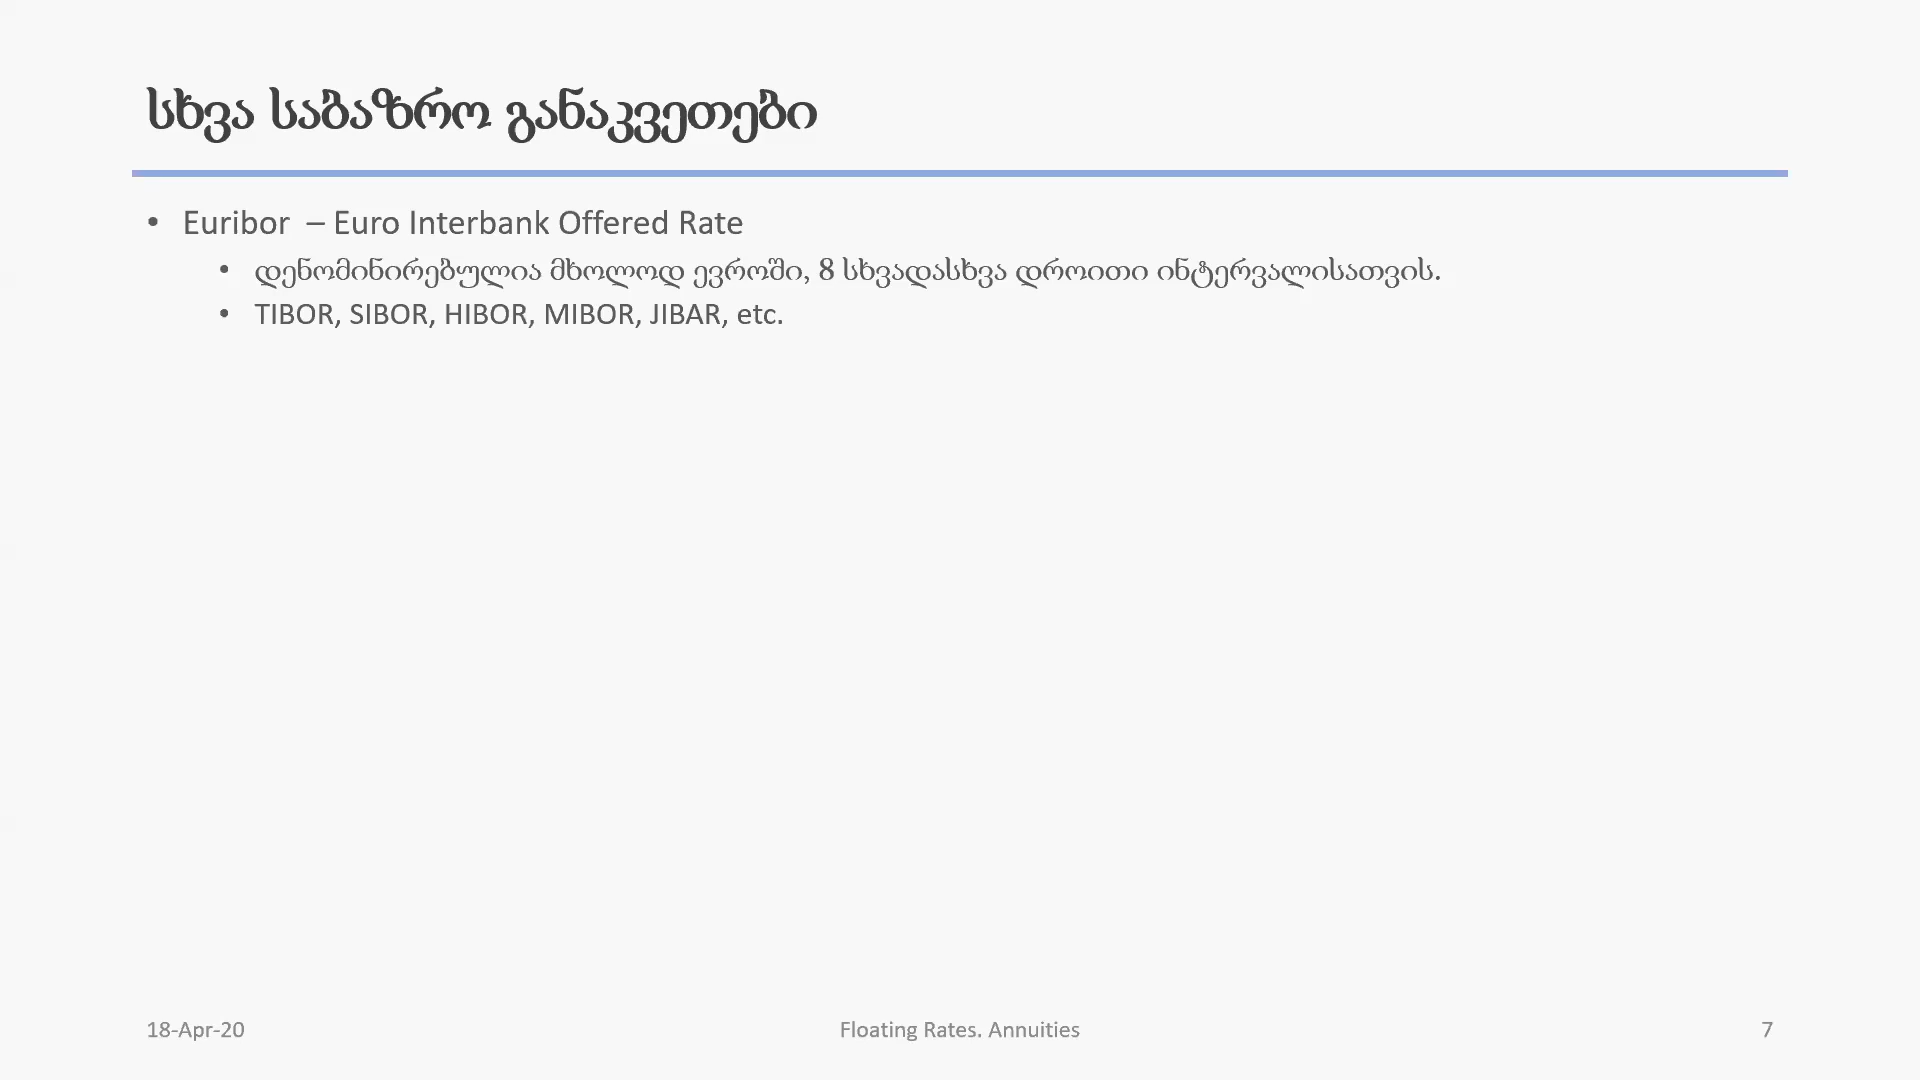 სხვა საბაზრო განაკვეთები
• Euribor – Euro Interbank Offered Rate
• დენომინირებულია მხოლოდ ევროში, 8 სხვადასხვა დროითი ინტერვალისათვის.
• TIBOR, SIBOR, HIBOR, MIBOR, JIBAR, etc.
18-Apr-20
Floating Rates. Annuities
7